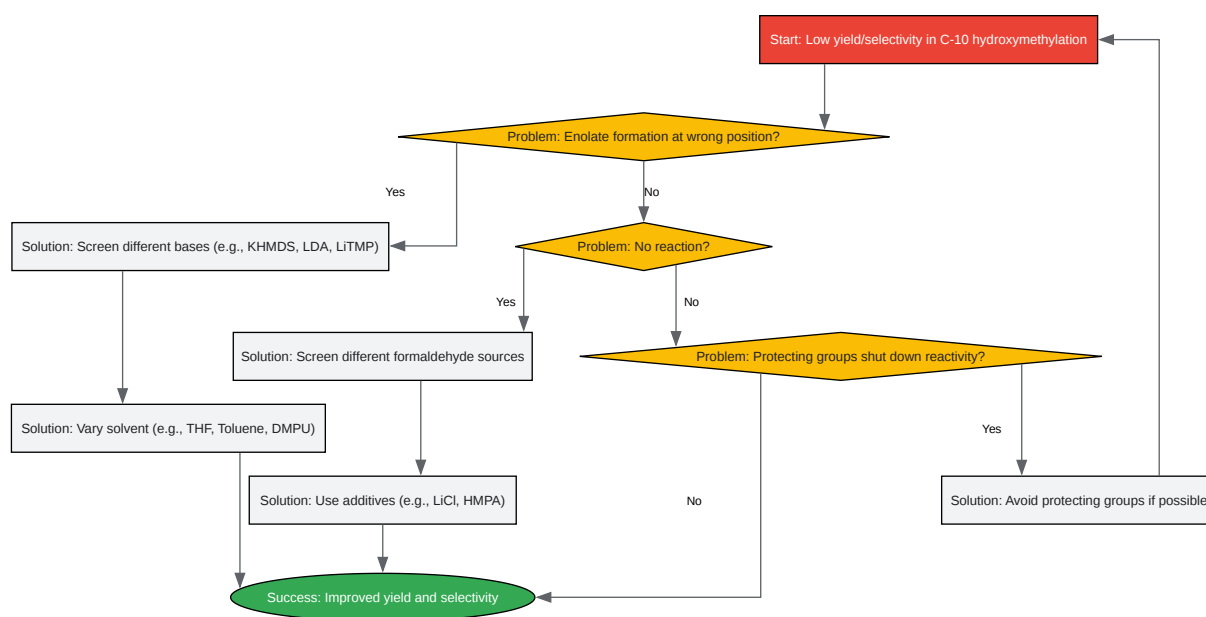 Start: Low yield/selectivity in C-10 hydroxymethylation
Problem: Enolate formation at wrong position?
Yes
No
Solution: Screen different bases (e.g., KHMDS, LDA, LiTMP)
Problem: No reaction?
Yes
No
Solution: Screen different formaldehyde sources
Problem: Protecting groups shut down reactivity?
Solution: Vary solvent (e.g., THF, Toluene, DMPU)
Yes
Solution: Use additives (e.g., LiCl, HMPA)
No
Solution: Avoid protecting groups if possible
Success: Improved yield and selectivity